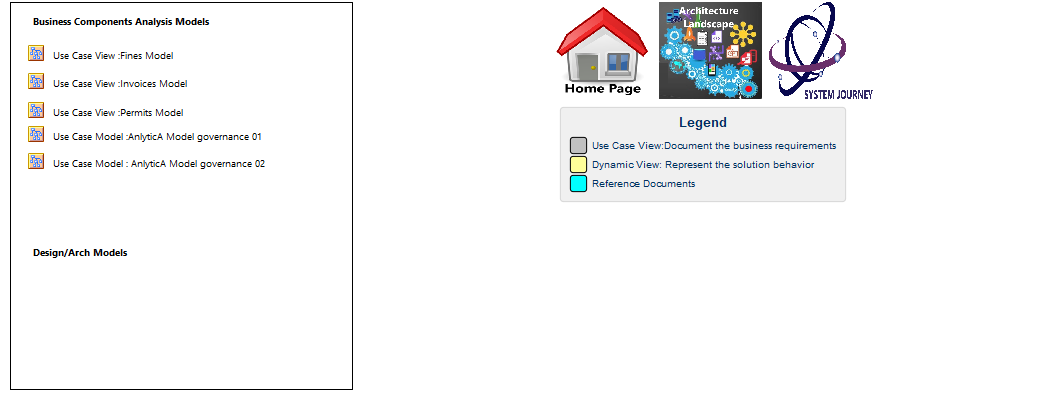 Business Components Analysis Models
Use Case View :Fines Model
Use Case View :Invoices Model
Use Case View :Permits Model
Use Case Model :AnlyticA Model governance 01
Use Case Model : AnlyticA Model governance 02
Design/Arch Models
Home Page
Architecture
Landscape
SYSTEM JOURNEY
Legend
Use Case View:Document the business requirements
Dynamic View: Represent the solution behavior
Reference Documents